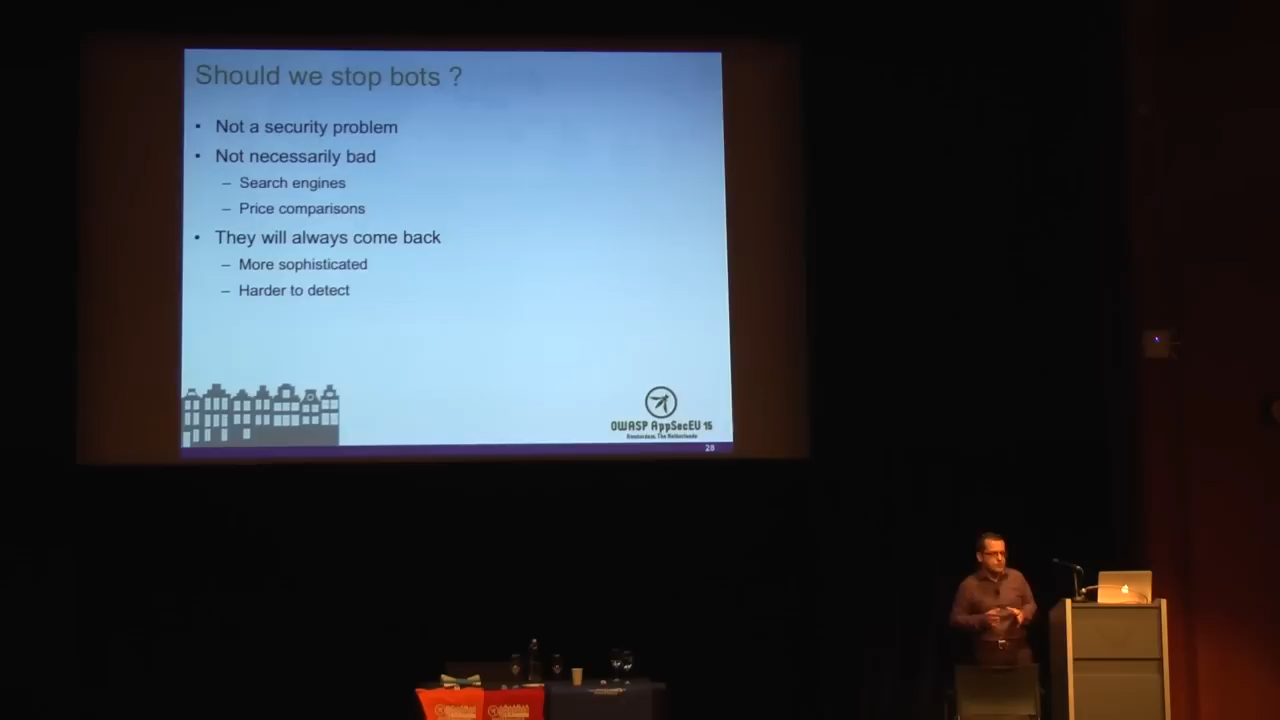 Should we stop bots ?
• Not a security problem
• Not necessarily bad
– Search engines
– Price comparisons
• They will always come back
– More sophisticated
– Harder to detect
OWASP AppSecEU 15
Amsterdam, The Netherlands
28